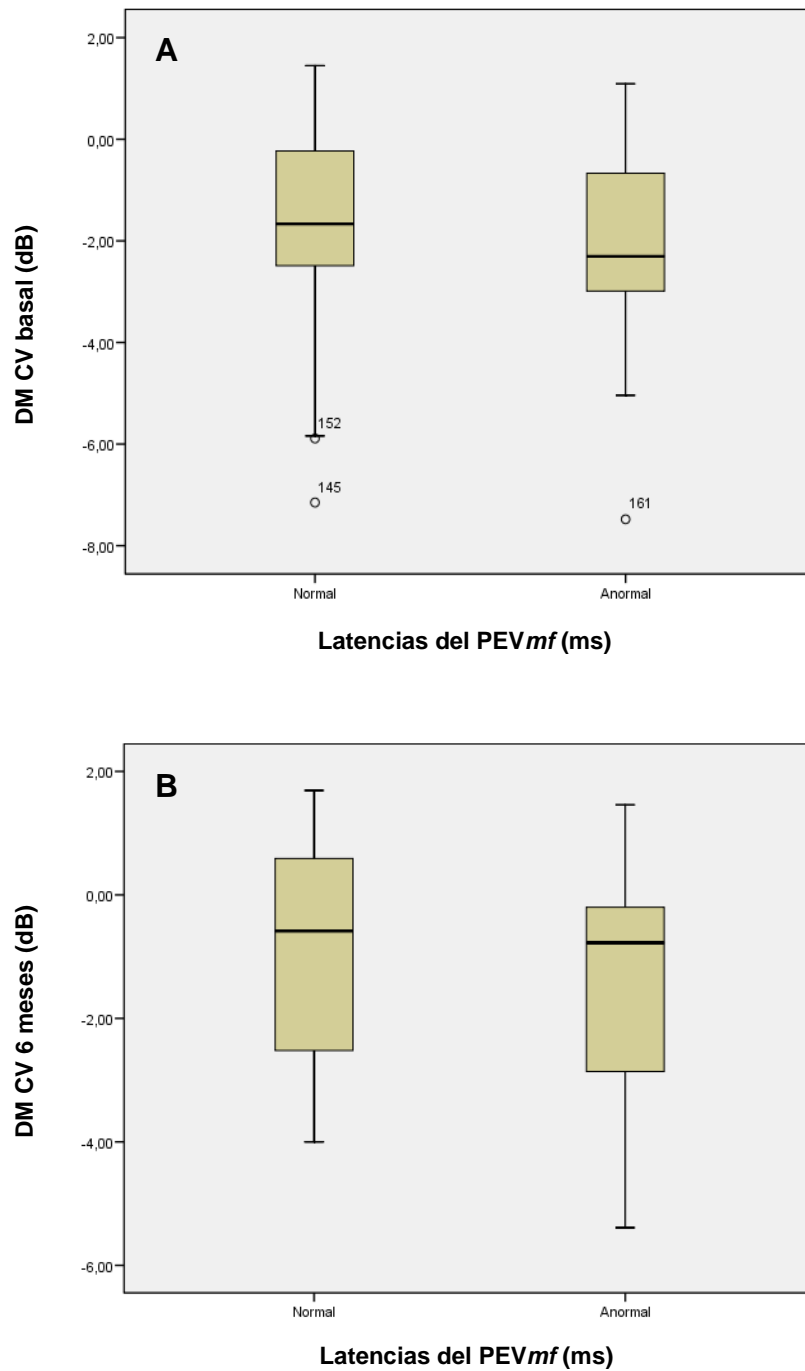 A
DM CV basal (dB)
2,00
0,00
-2,00
-4,00
-6,00
-8,00
152
145
161
Normal
Anormal
Latencias del PEVmf (ms)
B
DM CV 6 meses (dB)
2,00
0,00
-2,00
-4,00
-6,00
Normal
Anormal
Latencias del PEVmf (ms)